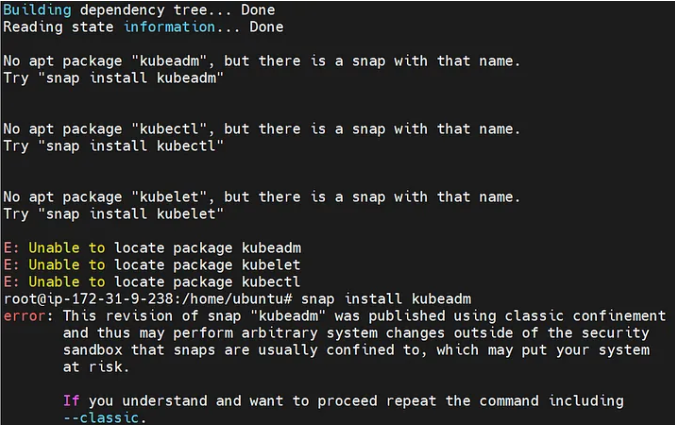 Building dependency tree... Done
Reading state information... Done
No apt package "kubeadm", but there is a snap with that name.
Try "snap install kubeadm"
No apt package "kubectl", but there is a snap with that name.
Try "snap install kubectl"
No apt package "kubelet", but there is a snap with that name.
Try "snap install kubelet"
E: Unable to locate package kubeadm
E: Unable to locate package kubelet
E: Unable to locate package kubectl
root@ip-172-31-9-238:/home/ubuntu# snap install kubeadm
error: This revision of snap "kubeadm" was published using classic confinement
and thus may perform arbitrary system changes outside of the security
sandbox that snaps are usually confined to, which may put your system
at risk.
If you understand and want to proceed repeat the command including
--classic.